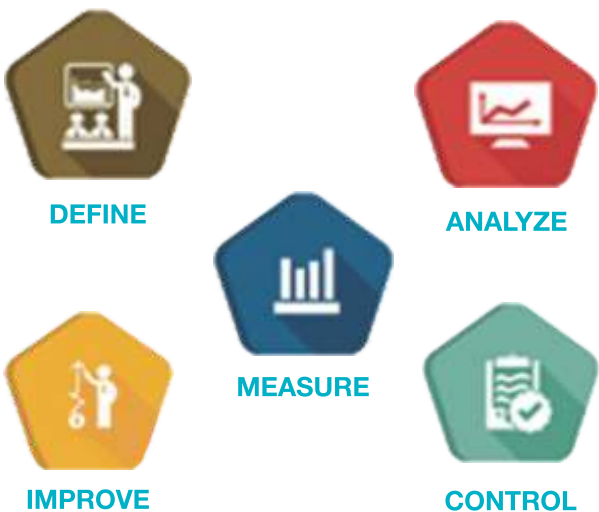 DEFINE
ANALYZE
MEASURE
IMPROVE
CONTROL